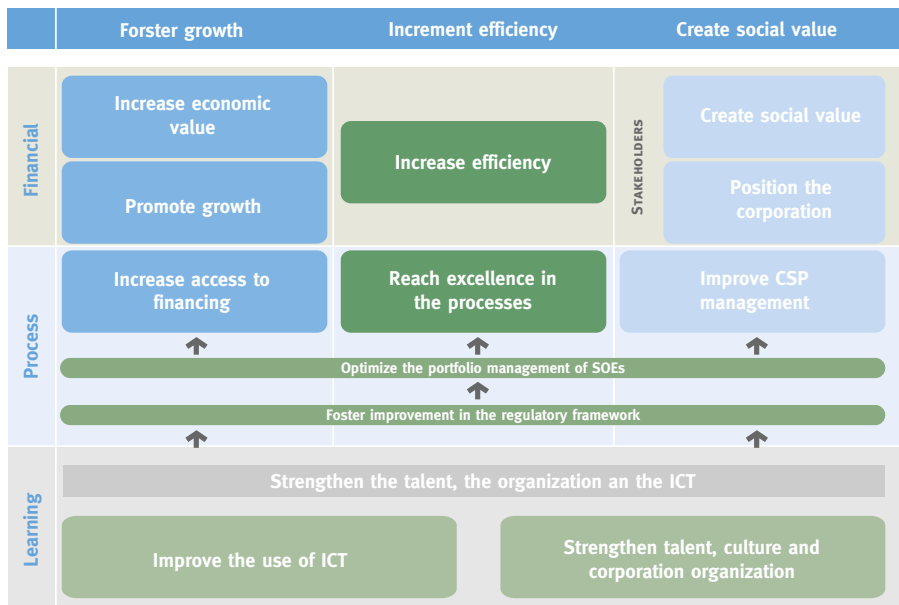 Forster growth
Increment efficiency
Create social value
Financial
Increase economic
value
Promote growth
Increase efficiency
STAKEHOLDERS
Create social value
Position the
corporation
Process
Increase access to
financing
Reach excellence in
the processes
Improve CSP
management
Optimize the portfolio management of SOEs
Foster improvement in the regulatory framework
Learning
Strengthen the talent, the organization an the ICT
Improve the use of ICT
Strengthen talent, culture and
corporation organization